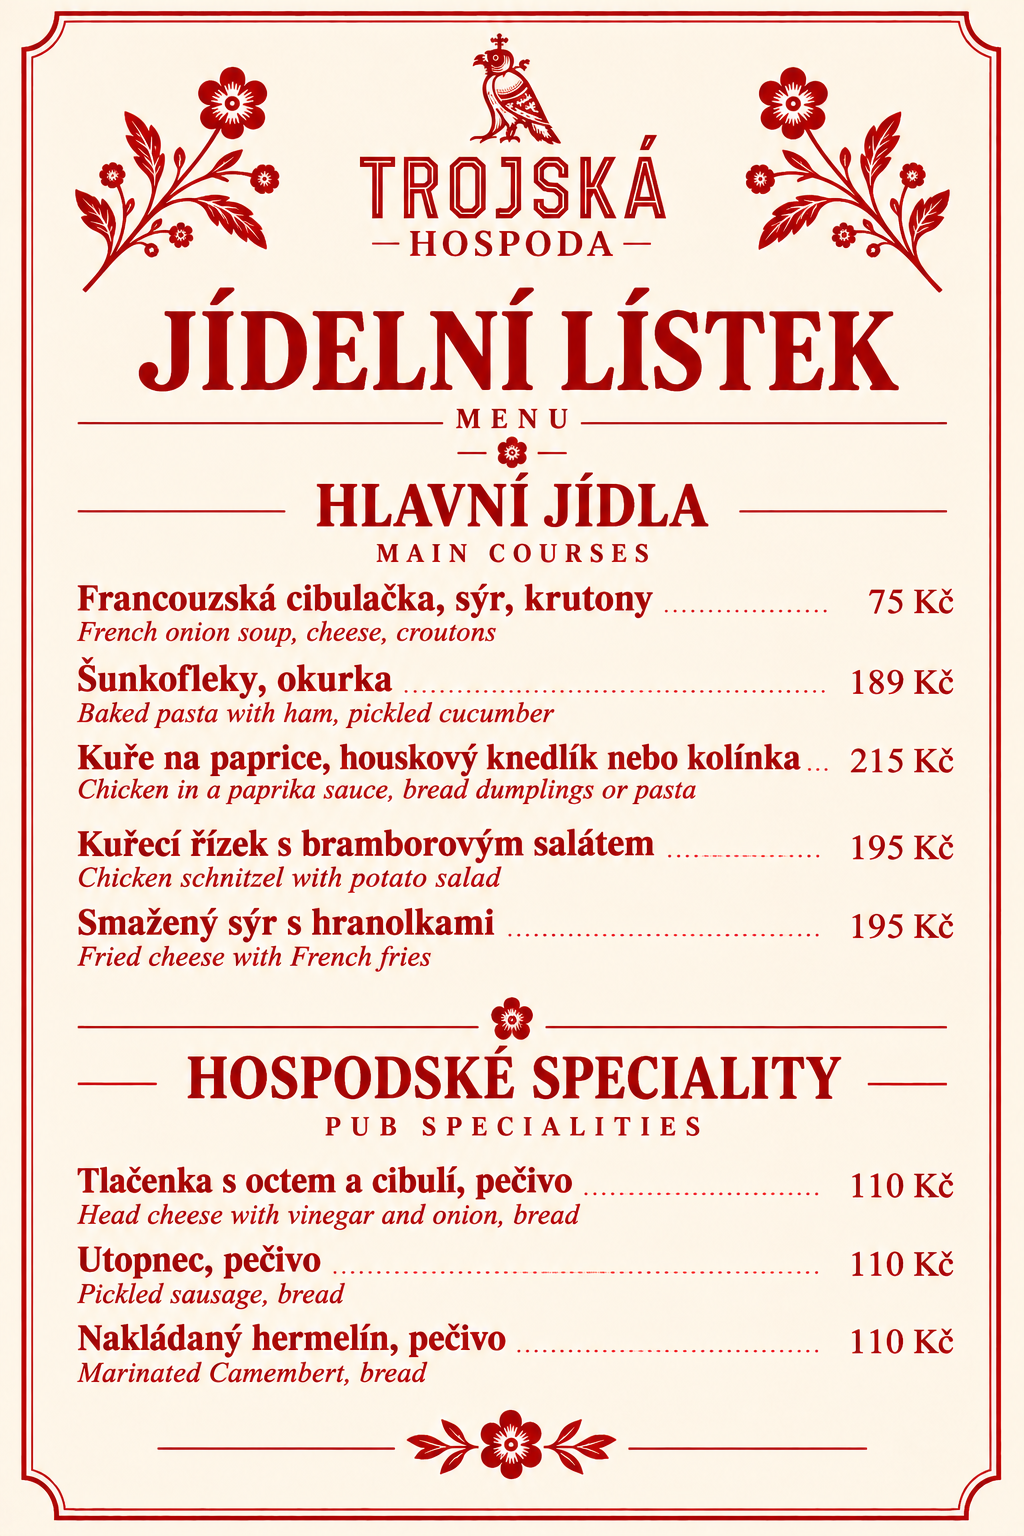 TROJSKÁ
HOSPODA
JÍDELNÍ LÍSTEK
MENU
HLAVNÍ JÍDLA
MAIN COURSES
Francouzská cibulačka, sýr, krutony 75 Kč
French onion soup, cheese, croutons
Šunkofleky, okurka 189 Kč
Baked pasta with ham, pickled cucumber
Kuře na paprice, houskový knedlík nebo kolínka 215 Kč
Chicken in a paprika sauce, bread dumplings or pasta
Kuřecí řízek s bramborovým salátem 195 Kč
Chicken schnitzel with potato salad
Smažený sýr s hranolkami 195 Kč
Fried cheese with French fries
HOSPODSKÉ SPECIALITY
PUB SPECIALITIES
Tlačenka s octem a cibulí, pečivo 110 Kč
Head cheese with vinegar and onion, bread
Utopnec, pečivo 110 Kč
Pickled sausage, bread
Nakládaný hermelín, pečivo 110 Kč
Marinated Camembert, bread